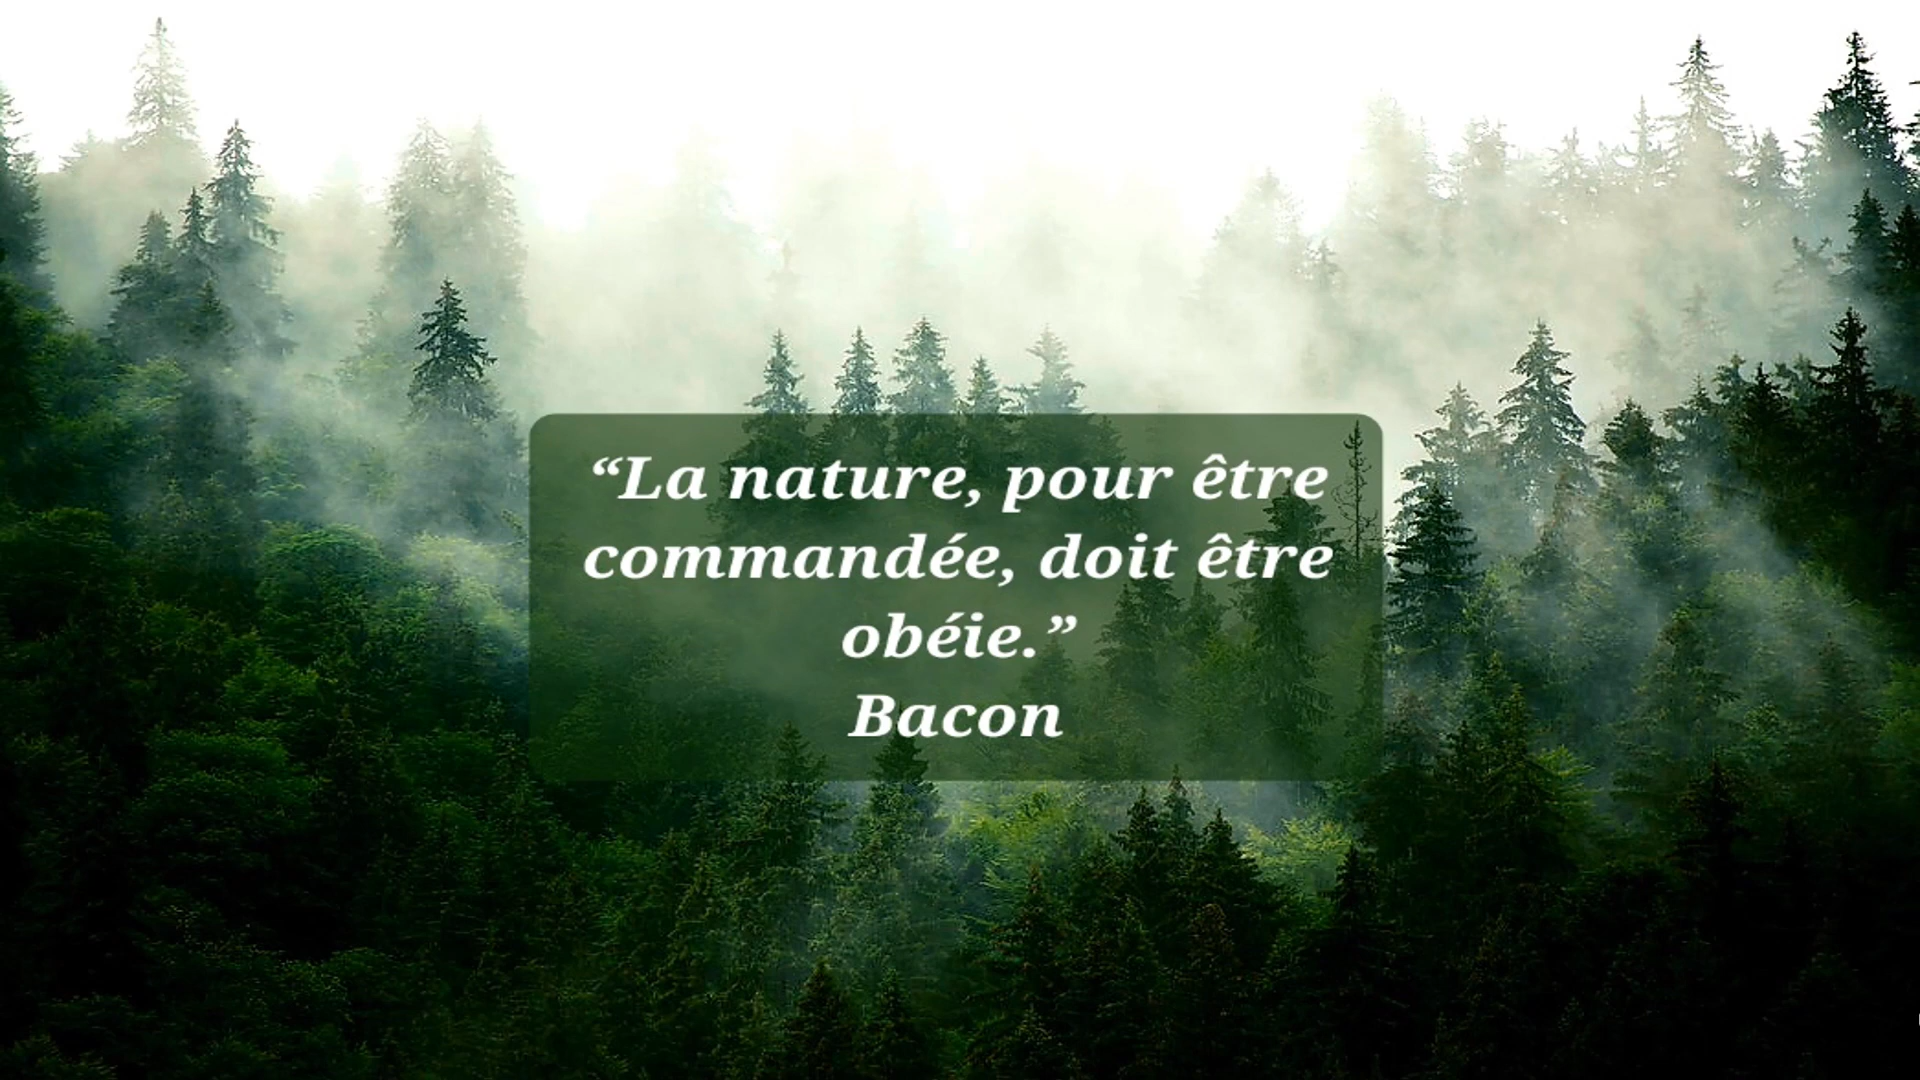 “La nature, pour être
commandée, doit être
obéie.”
Bacon